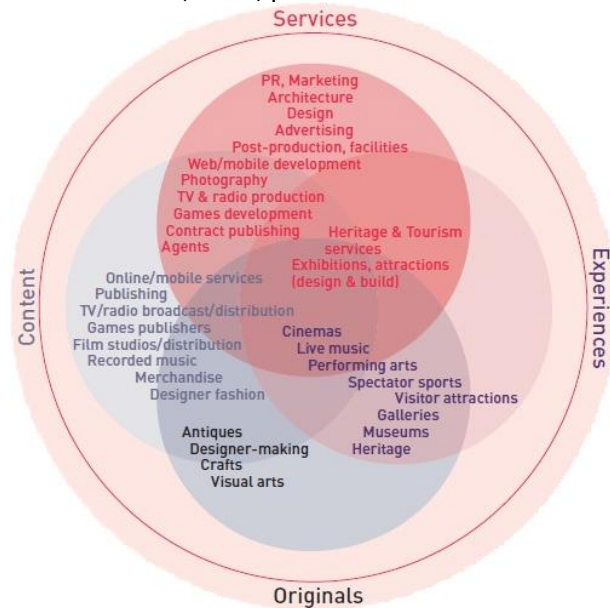 Services
PR, Marketing
Architecture
Design
Advertising
Post-production, facilities
Web/mobile development
Photography
TV & radio production
Games development
Contract publishing
Agents
Heritage & Tourism
services
Exhibitions, attractions
(design & build)
Content
Online/mobile services
Publishing
TV/radio broadcast/distribution
Games publishers
Film studios/distribution
Recorded music
Merchandise
Designer fashion
Experiences
Cinemas
Live music
Performing arts
Spectator sports
Visitor attractions
Galleries
Museums
Heritage
Antiques
Designer-making
Crafts
Visual arts
Originals